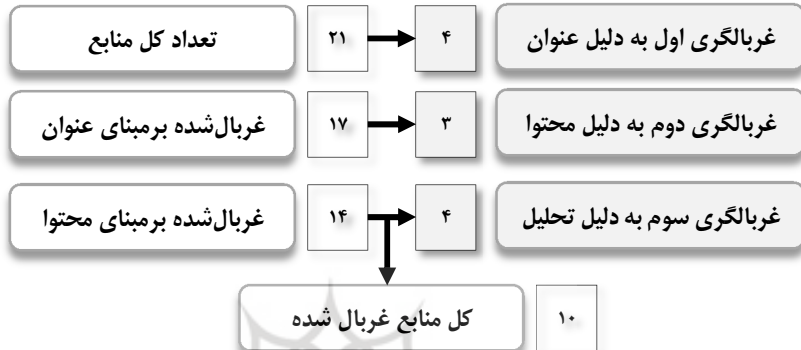 غربالگری اول به دلیل عنوان
۴
۲۱
تعداد کل منابع
غربالگری دوم به دلیل محتوا
۳
۱۷
غربال‌شده برمبنای عنوان
غربالگری سوم به دلیل تحلیل
۴
۱۴
غربال‌شده برمبنای محتوا
۱۰
کل منابع غربال شده